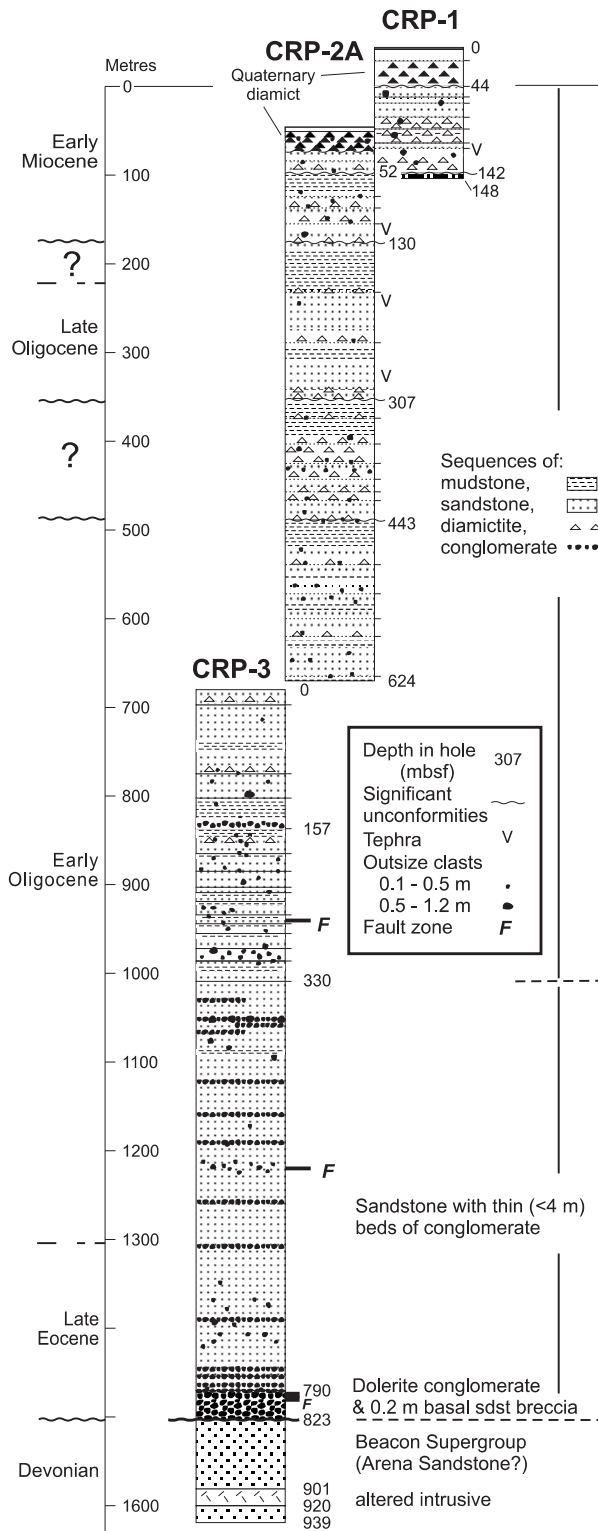 CRP-1
CRP-2A
Metres
Quaternary
diamict
0
44
0
Early
Miocene
V
52
142
148
100
V
130
?
200
V
Late
Oligocene
300
V
307
?
400
Sequences of:
mudstone,
sandstone,
diamictite,
conglomerate
443
500
600
CRP-3
0
624
700
Depth in hole
(mbsf)
307
Significant
unconformities
Tephra
V
Outsize clasts
0.1 - 0.5 m
0.5 - 1.2 m
Fault zone
F
800
157
Early
Oligocene
900
F
1000
330
1100
1200
F
Sandstone with thin (<4 m)
beds of conglomerate
1300
Late
Eocene
790
F
823
Dolerite conglomerate
& 0.2 m basal sdst breccia
Beacon Supergroup
(Arena Sandstone?)
Devonian
901
altered intrusive
920
1600
939